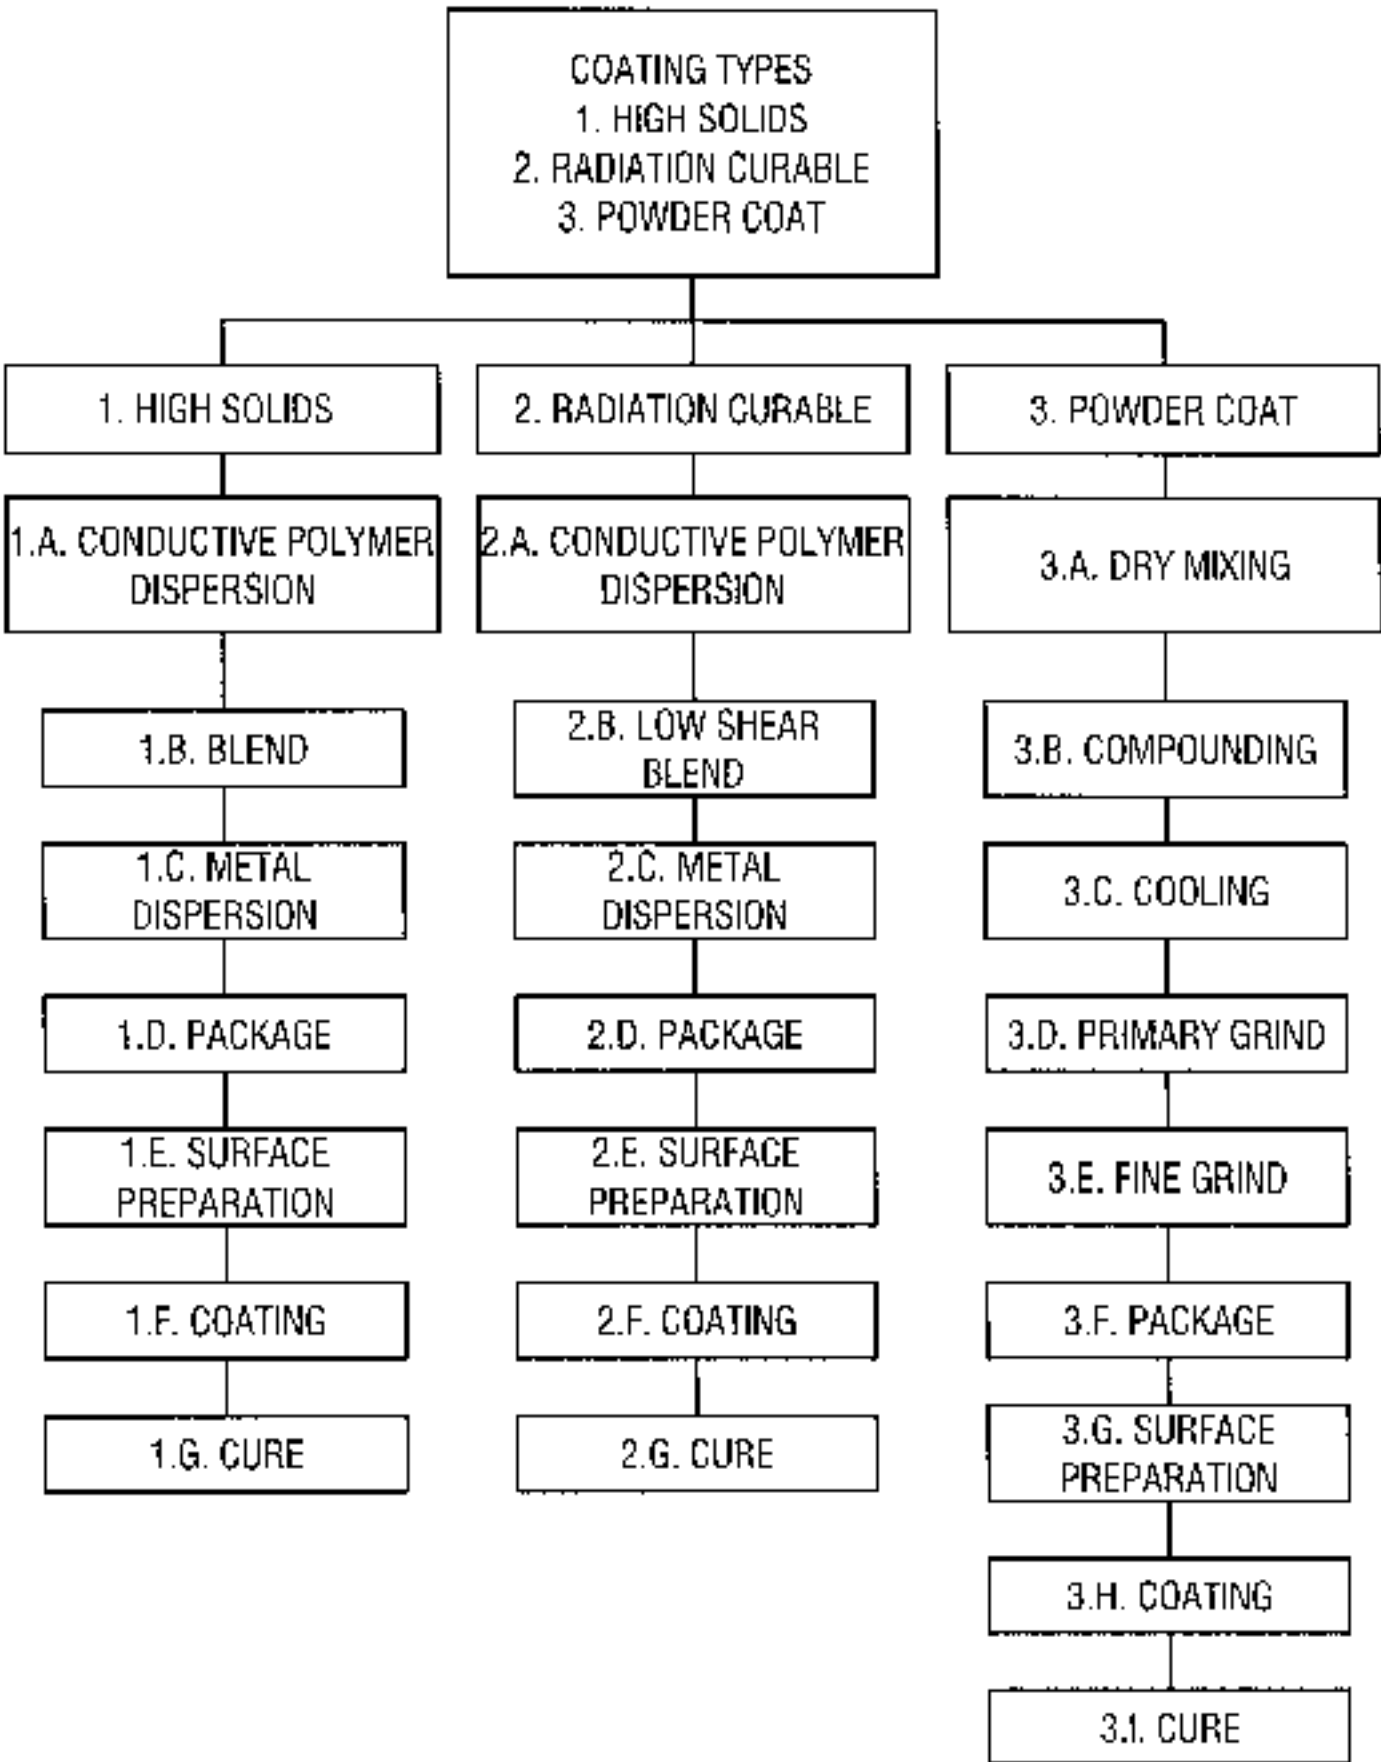 COATING TYPES
1. HIGH SOLIDS
2. RADIATION CURABLE
3. POWDER COAT
1. HIGH SOLIDS
1.A. CONDUCTIVE POLYMER
DISPERSION
1.B. BLEND
1.C. METAL
DISPERSION
1.D. PACKAGE
1.E. SURFACE
PREPARATION
1.F. COATING
1.G. CURE
2. RADIATION CURABLE
2.A. CONDUCTIVE POLYMER
DISPERSION
2.B. LOW SHEAR
BLEND
2.C. METAL
DISPERSION
2.D. PACKAGE
2.E. SURFACE
PREPARATION
2.F. COATING
2.G. CURE
3. POWDER COAT
3.A. DRY MIXING
3.B. COMPOUNDING
3.C. COOLING
3.D. PRIMARY GRIND
3.E. FINE GRIND
3.F. PACKAGE
3.G. SURFACE
PREPARATION
3.H. COATING
3.I. CURE